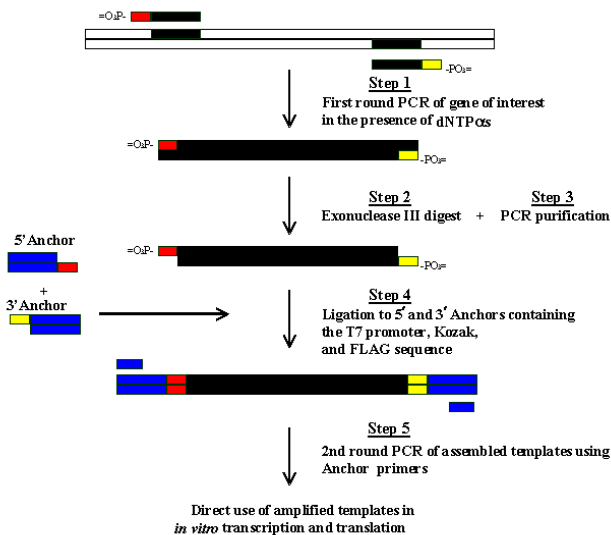 =O₃P-
-PO₃=
Step 1
First round PCR of gene of interest
in the presence of dNTPαs
=O₃P-
-PO₃=
Step 2
Exonuclease III digest + 
Step 3
PCR purification
=O₃P-
-PO₃=
5' Anchor
+
3' Anchor
Step 4
Ligation to 5' and 3' Anchors containing
the T7 promoter, Kozak,
and FLAG sequence
Step 5
2nd round PCR of assembled templates using
Anchor primers
Direct use of amplified templates in
in vitro transcription and translation